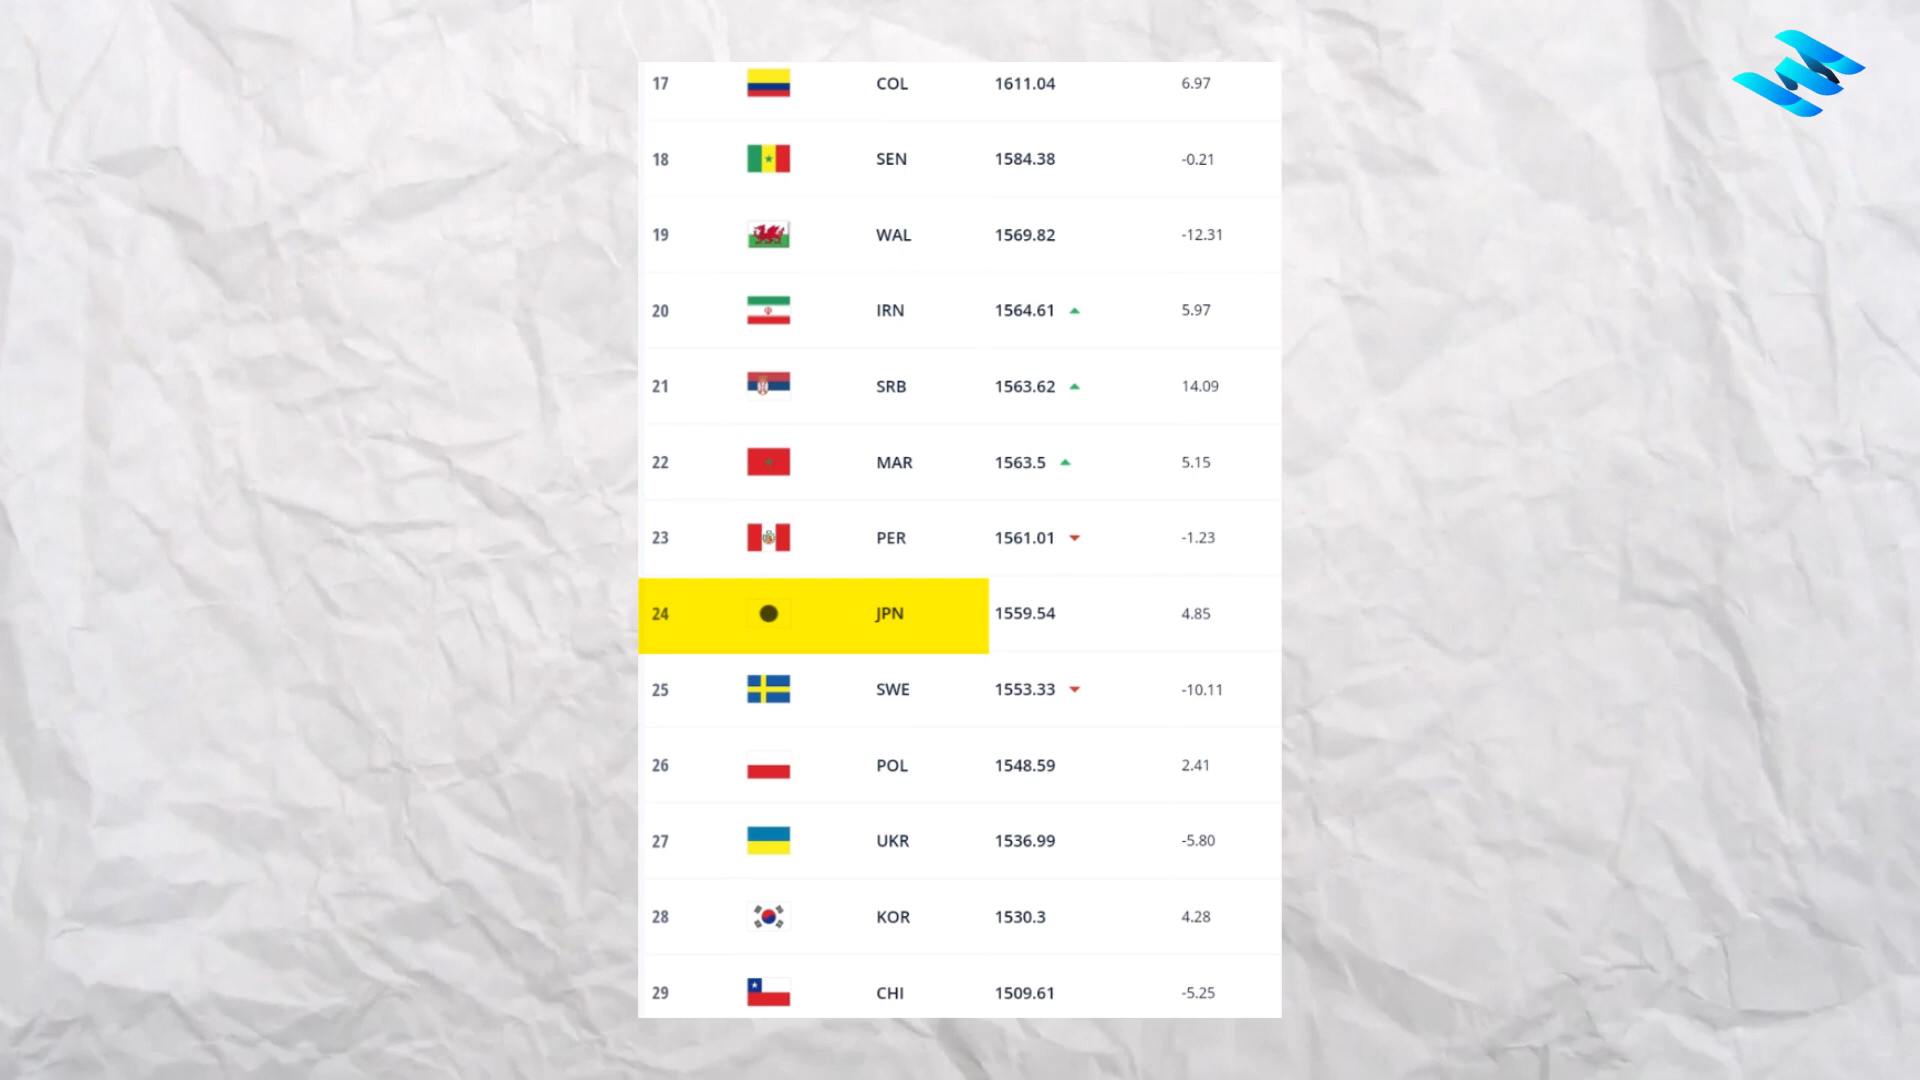 17 COL 1611.04 6.97
18 SEN 1584.38 -0.21
19 WAL 1569.82 -12.31
20 IRN 1564.61 5.97
21 SRB 1563.62 14.09
22 MAR 1563.5 5.15
23 PER 1561.01 -1.23
24 JPN 1559.54 4.85
25 SWE 1553.33 -10.11
26 POL 1548.59 2.41
27 UKR 1536.99 -5.80
28 KOR 1530.3 4.28
29 CHI 1509.61 -5.25